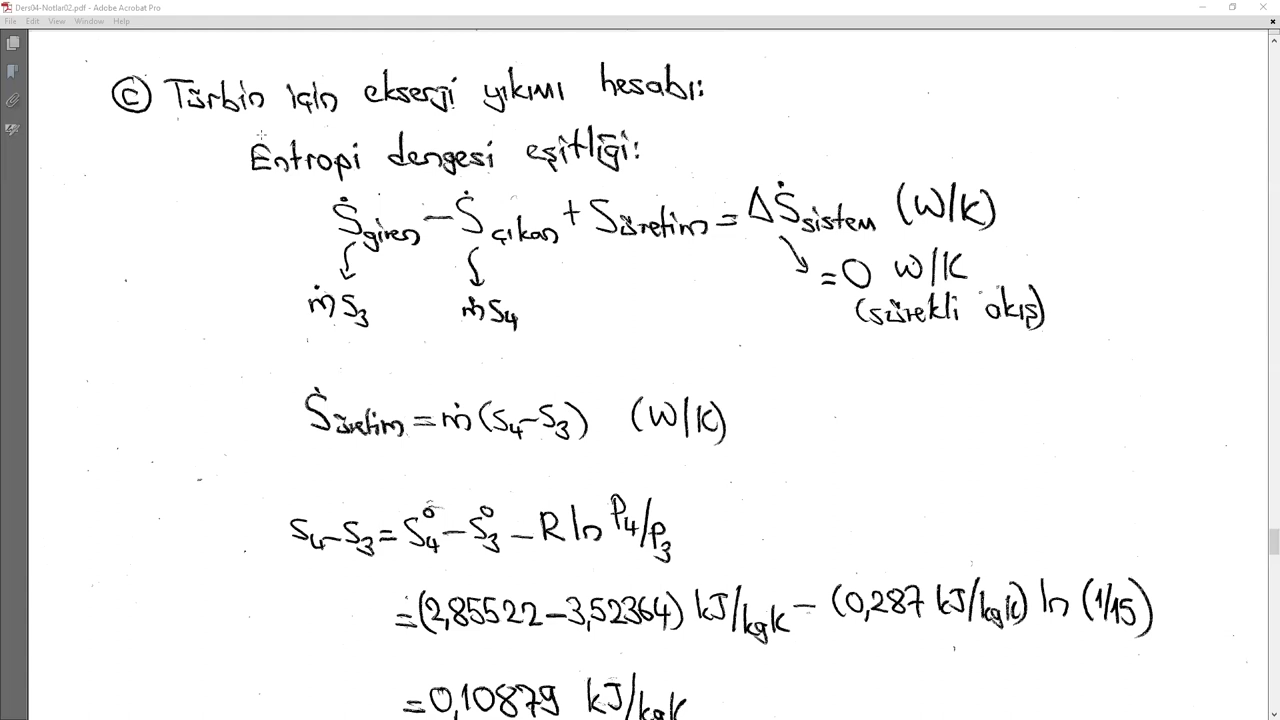 Ders04-Notlar02.pdf - Adobe Acrobat Pro
File Edit View Window Help
ⓒ Türbin için ekserji yıkımı hesabı:
Entropi dengesi eşitliği:
Ṡgiren − Ṡçıkan + Süretim = ΔṠsistem (W/K)
= 0 W/K
ṁs₃ ṁs₄ (sürekli akış)
Ṡüretim = ṁ(s₄−s₃) (W/K)
s₄−s₃ = s₄⁰ − s₃⁰ − R ln P₄/P₃
= (2,85522 − 3,52364) kJ/kgK − (0,287 kJ/kgK) ln (1/15)
= 0,10879 kJ/kgK